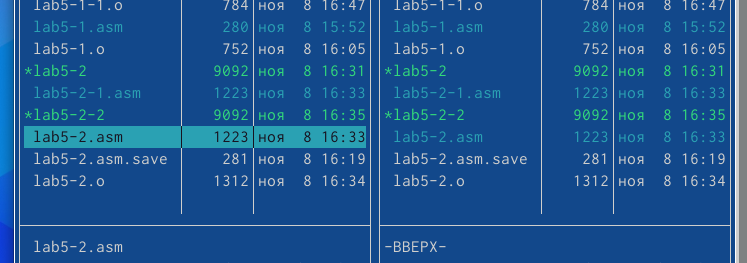 lab5-1-1.o 784 ноя 8 16:47
lab5-1.asm 280 ноя 8 15:52
lab5-1.o 752 ноя 8 16:05
*lab5-2 9092 ноя 8 16:31
lab5-2-1.asm 1223 ноя 8 16:33
*lab5-2-2 9092 ноя 8 16:35
lab5-2.asm 1223 ноя 8 16:33
lab5-2.asm.save 281 ноя 8 16:19
lab5-2.o 1312 ноя 8 16:34
lab5-2.asm
lab5-1-1.o 784 ноя 8 16:47
lab5-1.asm 280 ноя 8 15:52
lab5-1.o 752 ноя 8 16:05
*lab5-2 9092 ноя 8 16:31
lab5-2-1.asm 1223 ноя 8 16:33
*lab5-2-2 9092 ноя 8 16:35
lab5-2.asm 1223 ноя 8 16:33
lab5-2.asm.save 281 ноя 8 16:19
lab5-2.o 1312 ноя 8 16:34
-ВВЕРХ-